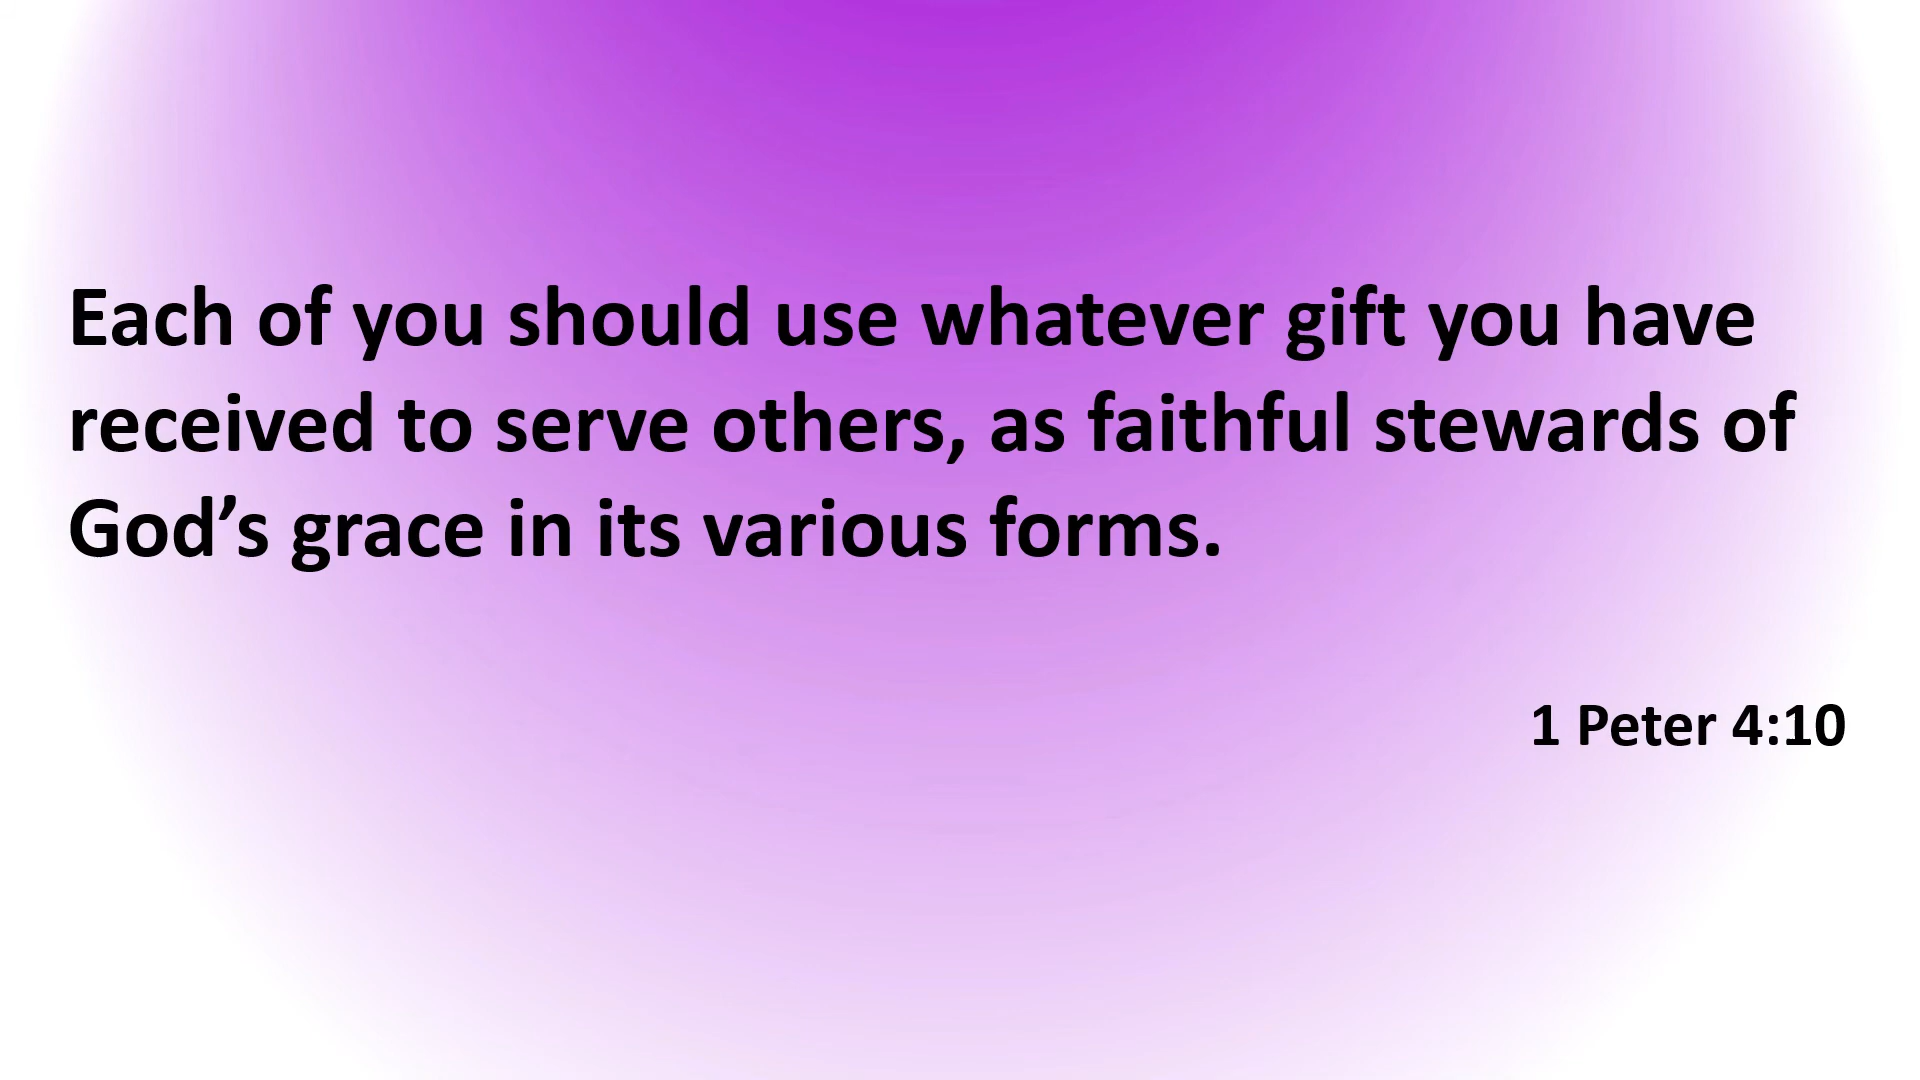 Each of you should use whatever gift you have
received to serve others, as faithful stewards of
God’s grace in its various forms.
1 Peter 4:10